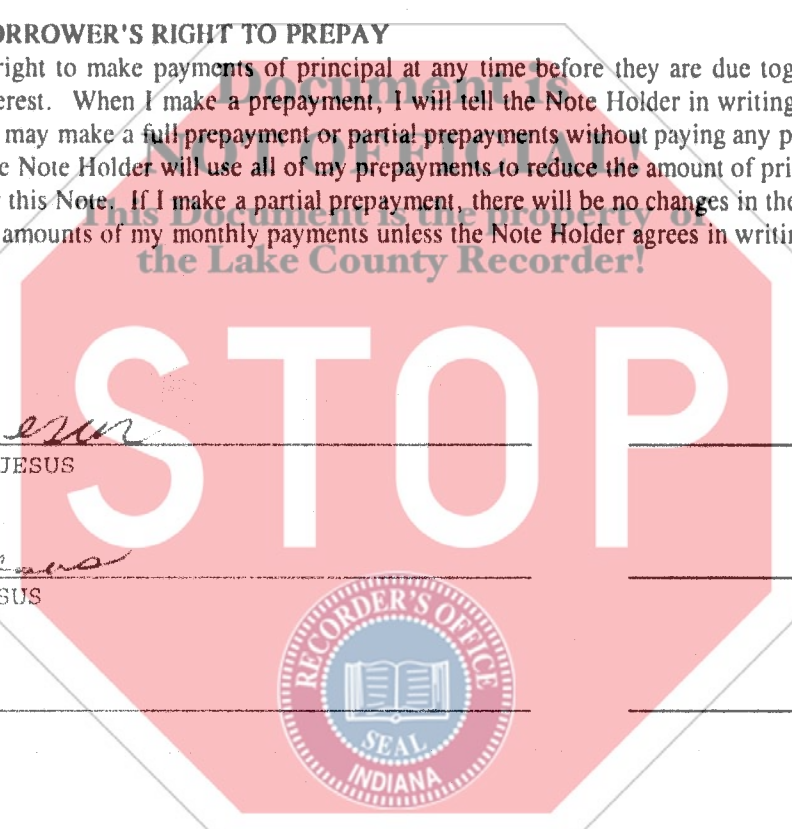 ORROWER'S RIGHT TO PREPAY
right to make payments of principal at any time before they are due tog
erest. When I make a prepayment, I will tell the Note Holder in writing
may make a full prepayment or partial prepayments without paying any p
e Note Holder will use all of my prepayments to reduce the amount of pri
this Note. If I make a partial prepayment, there will be no changes in the
amounts of my monthly payments unless the Note Holder agrees in writin
Document is
NOT OFFICIAL!
This Document is the property of
the Lake County Recorder!
STOP
JESUS
SUS
RECORDER'S OFFICE
SEAL
INDIANA